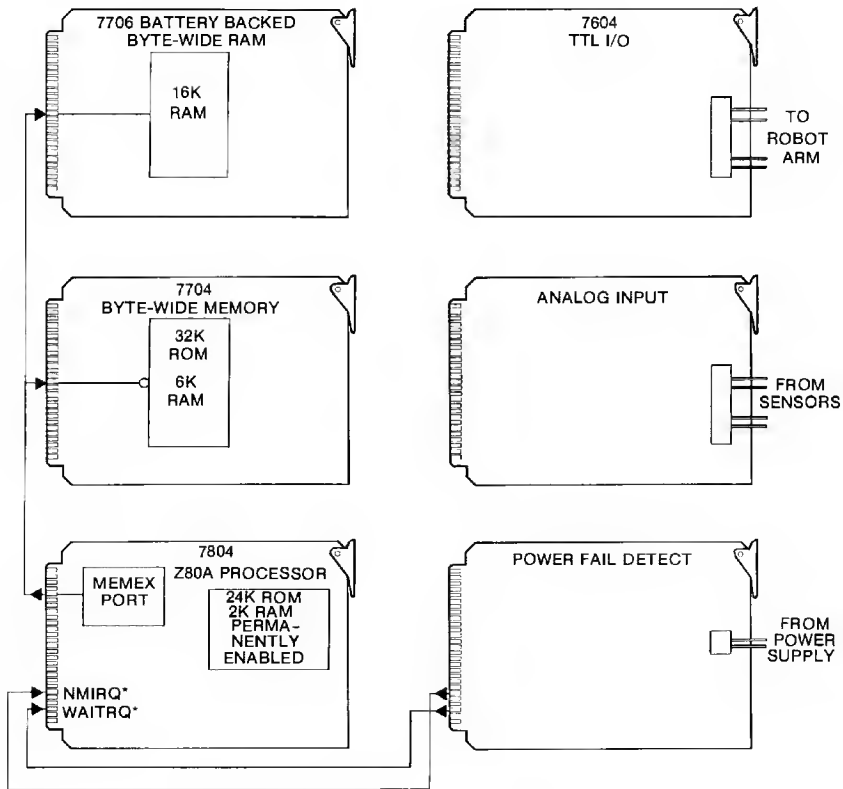 7706 BATTERY BACKED
BYTE-WIDE RAM
16K
RAM
7604
TTL I/O
TO
ROBOT
ARM
7704
BYTE-WIDE MEMORY
32K
ROM
6K
RAM
ANALOG INPUT
FROM
SENSORS
7804
Z80A PROCESSOR
MEMEX
PORT
24K ROM
2K RAM
PERMA-
NENTLY
ENABLED
NMIRQ*
WAITRQ*
POWER FAIL DETECT
FROM
POWER
SUPPLY